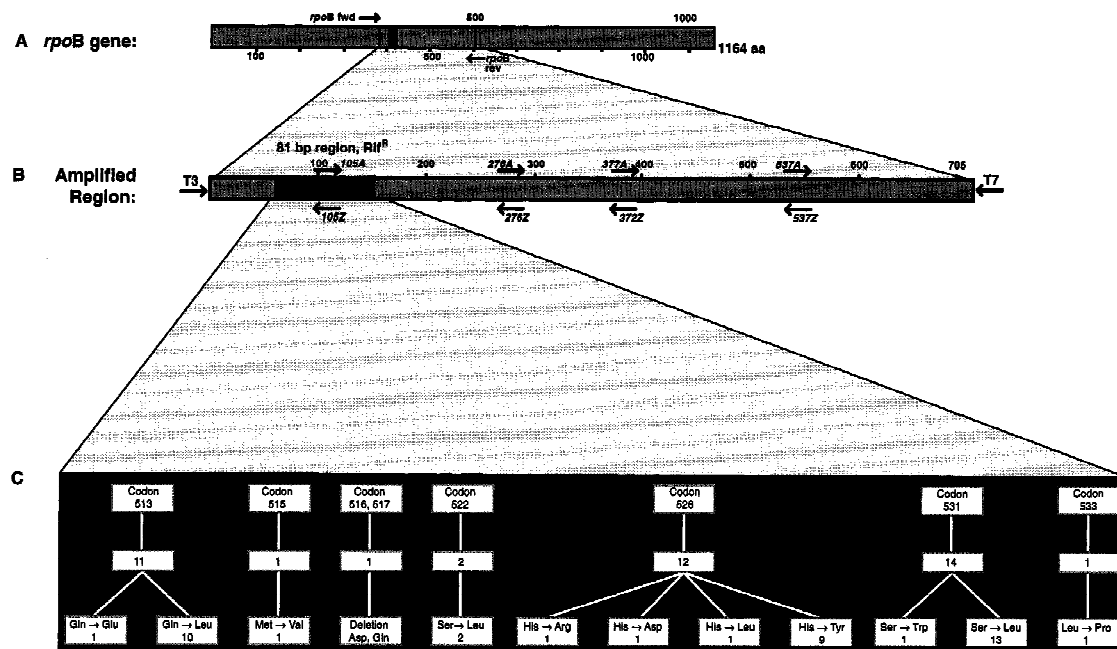 rpoB fwd
500
1000
A rpoB gene:
1164 aa
100
500
1000
rpoB
rev
81 bp region, Rif^R
100 105A 200 276A 300 377A 400 500 537A 600 705
B Amplified
Region:
T3
T7
105Z 276Z 372Z 537Z
C
Codon 513
Codon 515
Codon 516, 517
Codon 522
Codon 526
Codon 531
Codon 533
11 1 1 2 12 14 1
Gln → Glu 1
Gln → Leu 10
Met → Val 1
Deletion Asp, Gln
Ser → Leu 2
His → Arg 1
His → Asp 1
His → Leu 1
His → Tyr 9
Ser → Trp 1
Ser → Leu 13
Leu → Pro 1